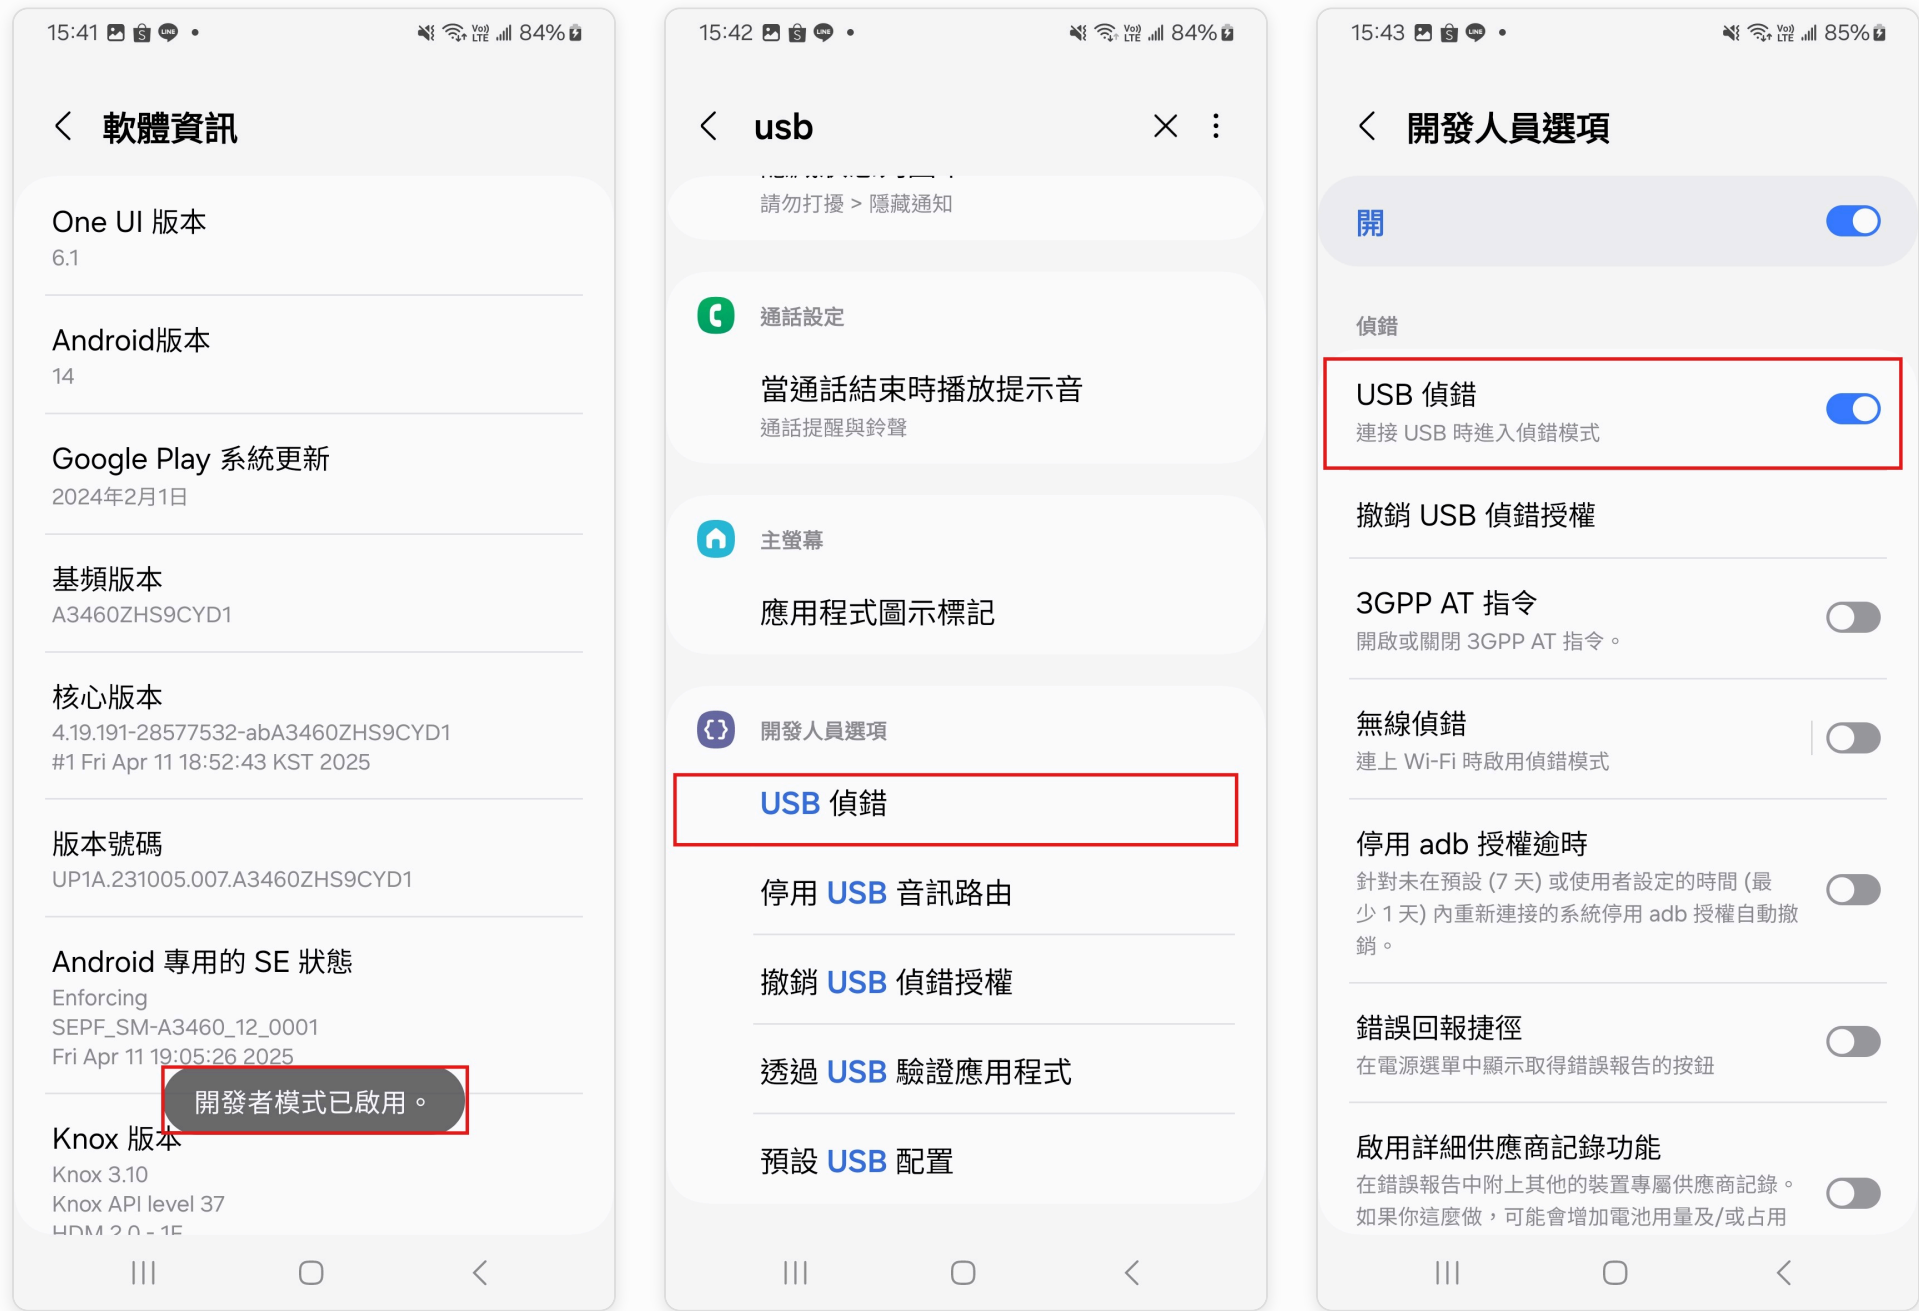 15:41
LINE
Vo)) LTE
84%
軟體資訊
One UI 版本
6.1
Android版本
14
Google Play 系統更新
2024年2月1日
基頻版本
A3460ZHS9CYD1
核心版本
4.19.191-28577532-abA3460ZHS9CYD1
#1 Fri Apr 11 18:52:43 KST 2025
版本號碼
UP1A.231005.007.A3460ZHS9CYD1
Android 專用的 SE 狀態
Enforcing
SEPF_SM-A3460_12_0001
Fri Apr 11 19:05:26 2025
開發者模式已啟用。
Knox 版本
Knox 3.10
Knox API level 37
HDM 2.0 - 1F
15:42
LINE
Vo)) LTE
84%
usb
請勿打擾 > 隱藏通知
通話設定
當通話結束時播放提示音
通話提醒與鈴聲
主螢幕
應用程式圖示標記
開發人員選項
USB 偵錯
停用 USB 音訊路由
撤銷 USB 偵錯授權
透過 USB 驗證應用程式
預設 USB 配置
15:43
LINE
Vo)) LTE
85%
開發人員選項
開
偵錯
USB 偵錯
連接 USB 時進入偵錯模式
撤銷 USB 偵錯授權
3GPP AT 指令
開啟或關閉 3GPP AT 指令。
無線偵錯
連上 Wi-Fi 時啟用偵錯模式
停用 adb 授權逾時
針對未在預設 (7 天) 或使用者設定的時間 (最
少 1 天) 內重新連接的系統停用 adb 授權自動撤
銷。
錯誤回報捷徑
在電源選單中顯示取得錯誤報告的按鈕
啟用詳細供應商記錄功能
在錯誤報告中附上其他的裝置專屬供應商記錄。
如果你這麼做，可能會增加電池用量及/或占用